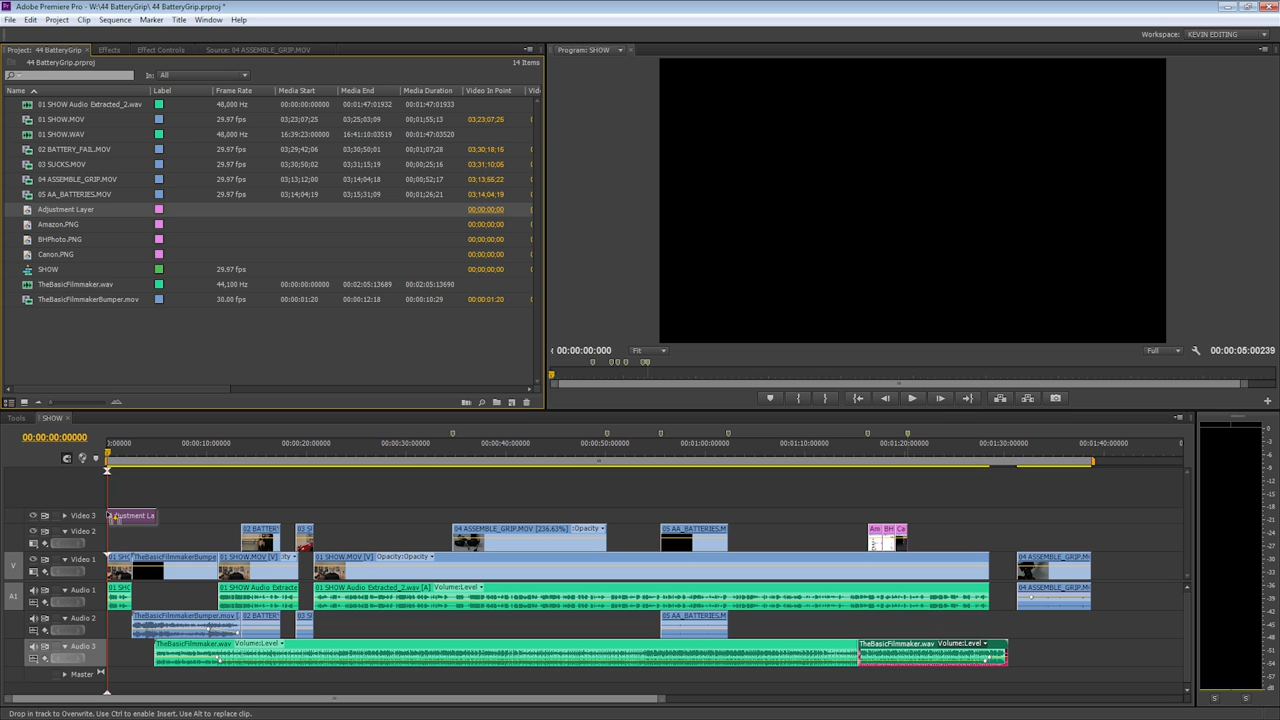 Adobe Premiere Pro - W:\44 BatteryGrip\ 44 BatteryGrip.prproj *
File Edit Project Clip Sequence Marker Title Window Help
Workspace: KEVIN EDITING
Project: 44 BatteryGrip Effects Effect Controls Source: 04 ASSEMBLE_GRIP.MOV
Program: SHOW
44 BatteryGrip.prproj 14 Items
In: All
Name Label Frame Rate Media Start Media End Media Duration Video In Point
01 SHOW Audio Extracted_2.wav 48,000 Hz 00:00:00:00000 00:01:47:01932 00:01:47:01933
01 SHOW.MOV 29.97 fps 03;23;07;25 03;25;03;09 00;01;55;13 03;23;07;25
01 SHOW.WAV 48,000 Hz 16:39:23:00000 16:41:10:03519 00:01:47:03520
02 BATTERY_FAIL.MOV 29.97 fps 03;29;42;06 03;30;50;01 00;01;07;28 03;30;18;15
03 SUCKS.MOV 29.97 fps 03;30;50;02 03;31;15;19 00;00;25;16 03;31;10;05
04 ASSEMBLE_GRIP.MOV 29.97 fps 03;13;12;00 03;14;04;18 00;00;52;17 03;13;55;22
05 AA_BATTERIES.MOV 29.97 fps 03;14;04;19 03;15;31;09 00;01;26;21 03;14;04;19
Adjustment Layer 00;00;00;00
Amazon.PNG 00;00;00;00
BHPhoto.PNG 00;00;00;00
Canon.PNG 00;00;00;00
SHOW 29.97 fps 00;00;00;00
TheBasicFilmmaker.wav 44,100 Hz 00:00:00:00000 00:02:05:13689 00:02:05:13690
TheBasicFilmmakerBumper.mov 30.00 fps 00:00:01:20 00:00:12:18 00:00:10:29 00:00:01:20
00:00:00:000 Fit Full 00:00:05:00239
Tools SHOW
00:00:00:00000
:00000 00:00:10:00000 00:00:20:00000 00:00:30:00000 00:00:40:00000 00:00:50:00000 00:01:00:00000 00:01:10:00000 00:01:20:00000 00:01:30:00000 00:01:40:00000
Video 3 justment La
Video 2 02 BATTER 03 S 04 ASSEMBLE_GRIP.MOV [236.63%] :Opacity 05 AA_BATTERIES.M Am BH Ca
V Video 1 01 SHO TheBasicFilmmakerBumpe 01 SHOW.MOV [V] ity 01 SHOW.MOV [V] Opacity:Opacity 04 ASSEMBLE_GRIP.M
A1 Audio 1 01 SHO 01 SHOW Audio Extracte 01 SHOW Audio Extracted_2.wav [A] Volume:Level 04 ASSEMBLE_GRIP.M
Audio 2 TheBasicFilmmakerBumper.mov [ 02 BATTER 03 S 05 AA_BATTERIES.M
Audio 3 TheBasicFilmmaker.wav Volume:Level TheBasicFilmmaker.wav Volume:Level
Master
0
-6
-12
-18
-24
-30
-36
-42
-48
-54
dB
S S
Drop in track to Overwrite. Use Ctrl to enable Insert. Use Alt to replace clip.